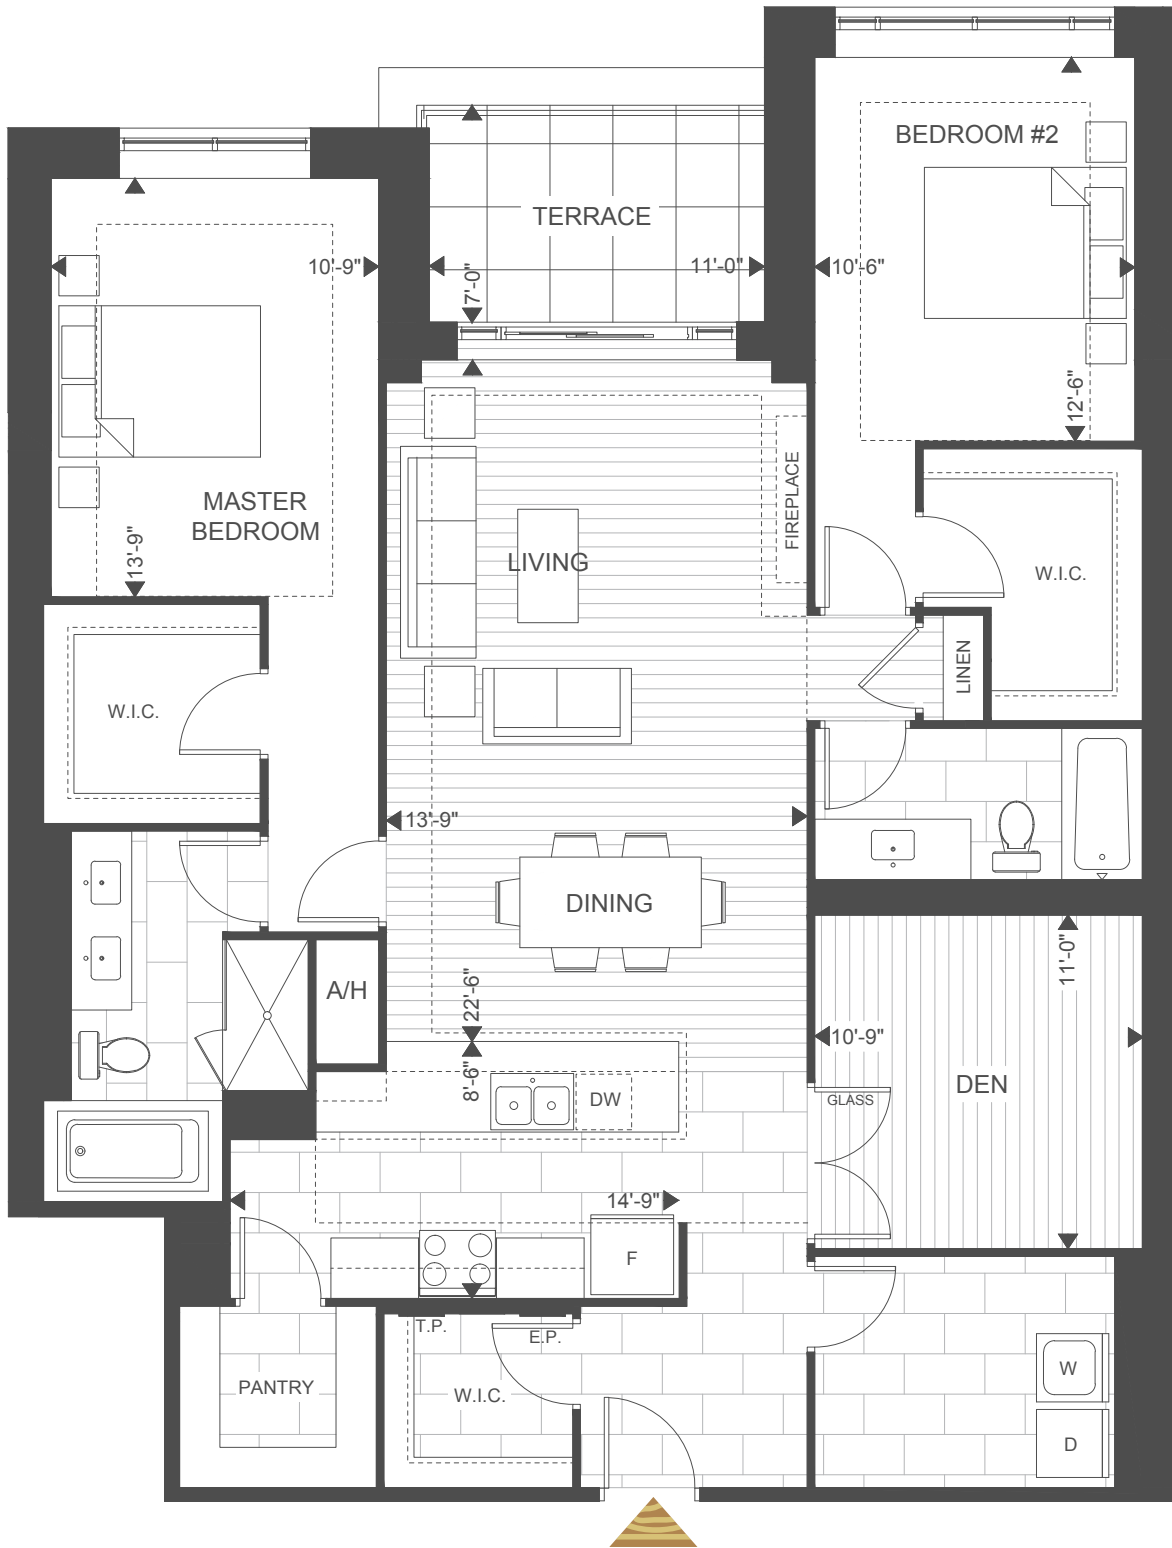 BEDROOM #2
TERRACE
10'-9"
7'-0"
11'-0"
10'-6"
12'-6"
MASTER
BEDROOM
13'-9"
LIVING
FIREPLACE
W.I.C.
LINEN
W.I.C.
13'-9"
DINING
A/H
22'-6"
8'-6"
11'-0"
10'-9"
DEN
GLASS
DW
14'-9"
F
T.P.
E.P.
PANTRY
W.I.C.
W
D